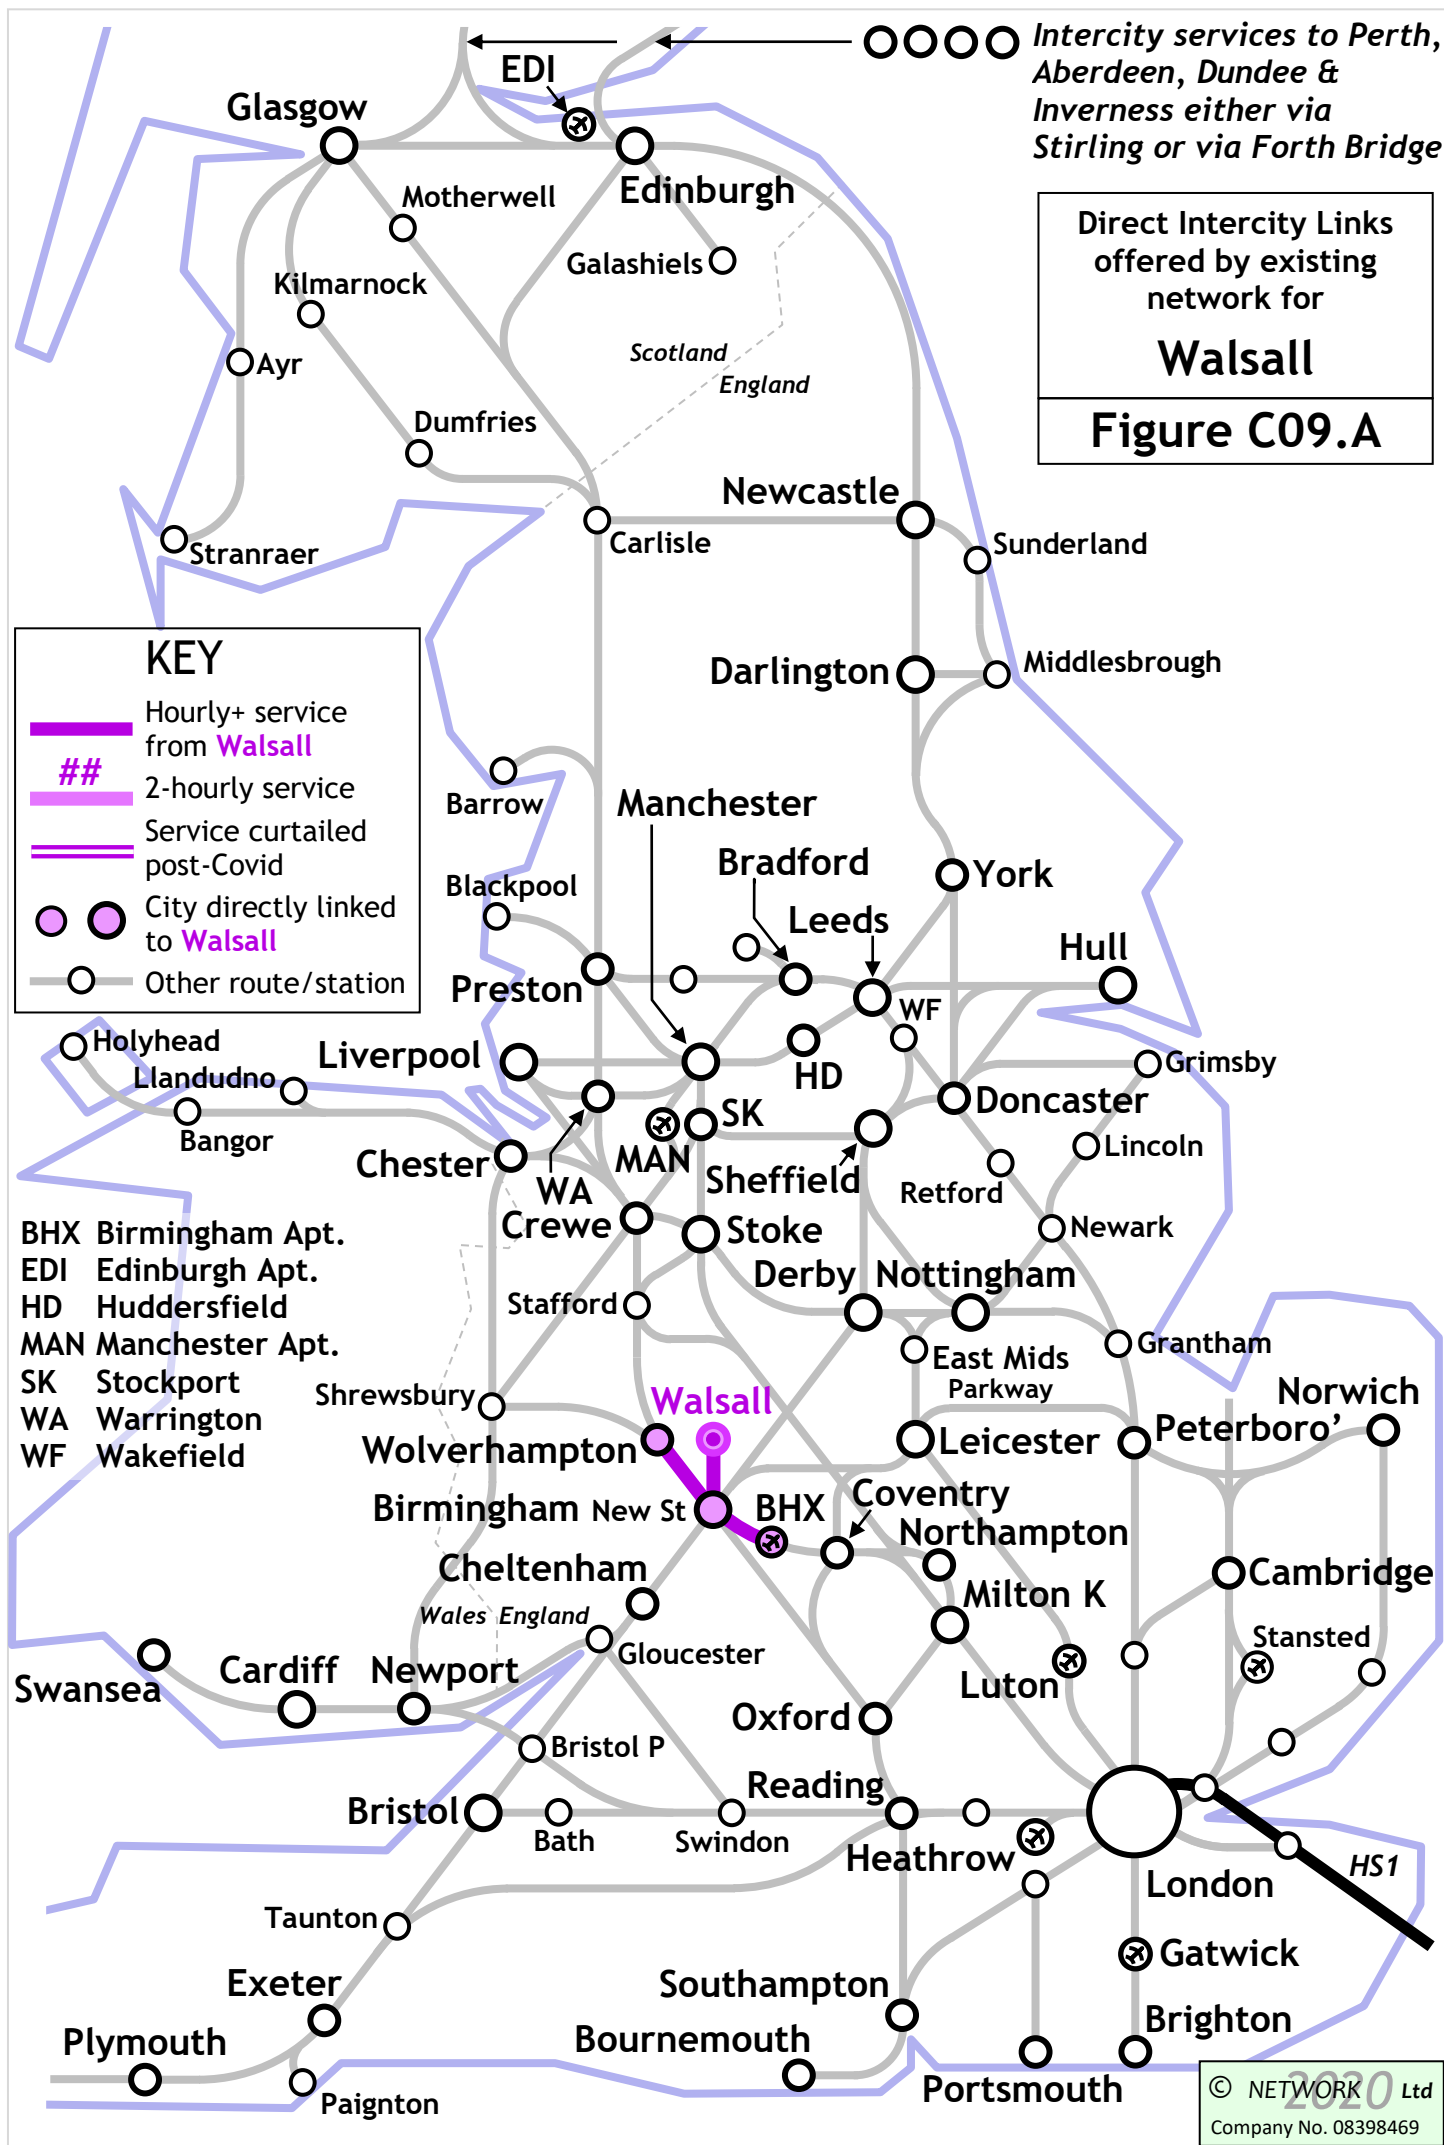 Intercity services to Perth,
Aberdeen, Dundee &
Inverness either via
Stirling or via Forth Bridge
EDI
Glasgow
Edinburgh
Motherwell
Galashiels
Kilmarnock
Direct Intercity Links
offered by existing
network for
Walsall
Figure C09.A
Scotland
England
Ayr
Dumfries
Newcastle
Carlisle
Sunderland
Stranraer
KEY
Hourly+ service
from Walsall
##
2-hourly service
Service curtailed
post-Covid
City directly linked
to Walsall
Other route/station
Darlington
Middlesbrough
Barrow
Manchester
Bradford
York
Blackpool
Leeds
Hull
Preston
WF
Holyhead
Liverpool
Llandudno
HD
Grimsby
Bangor
SK
Doncaster
Chester
MAN
Lincoln
WA
Sheffield
Retford
Crewe
Stoke
Newark
BHX Birmingham Apt.
EDI Edinburgh Apt.
HD Huddersfield
MAN Manchester Apt.
SK Stockport
WA Warrington
WF Wakefield
Derby
Nottingham
Stafford
East Mids
Parkway
Grantham
Shrewsbury
Walsall
Norwich
Wolverhampton
Leicester
Peterboro’
Birmingham New St
BHX
Coventry
Northampton
Cheltenham
Cambridge
Milton K
Wales England
Gloucester
Stansted
Swansea
Cardiff
Newport
Luton
Oxford
Bristol P
Reading
Bristol
Bath
Swindon
Heathrow
HS1
London
Taunton
Gatwick
Exeter
Southampton
Brighton
Plymouth
Bournemouth
Portsmouth
Paignton
© NETWORK 2020 Ltd
Company No. 08398469